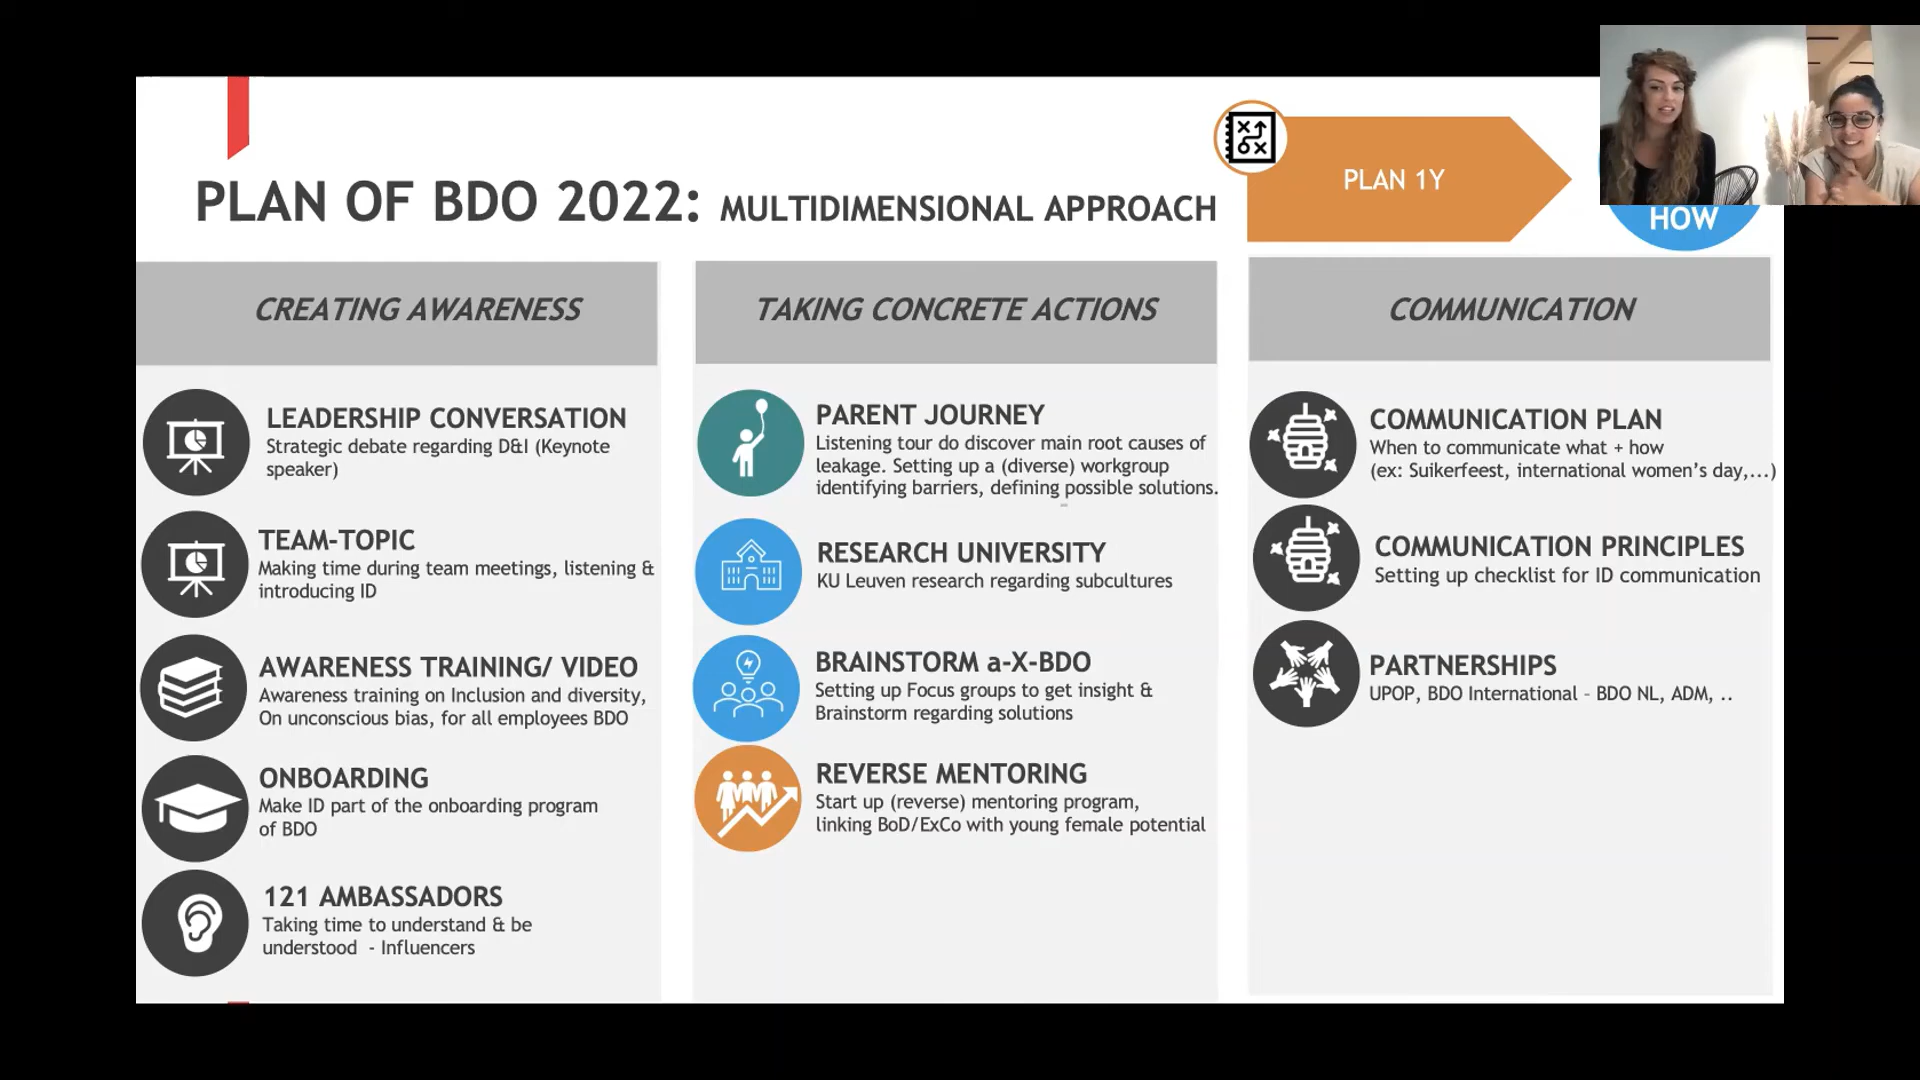 PLAN OF BDO 2022: MULTIDIMENSIONAL APPROACH
PLAN 1Y
HOW
CREATING AWARENESS
LEADERSHIP CONVERSATION
Strategic debate regarding D&I (Keynote
speaker)
TEAM-TOPIC
Making time during team meetings, listening &
introducing ID
AWARENESS TRAINING/ VIDEO
Awareness training on Inclusion and diversity,
On unconscious bias, for all employees BDO
ONBOARDING
Make ID part of the onboarding program
of BDO
121 AMBASSADORS
Taking time to understand & be
understood - Influencers
TAKING CONCRETE ACTIONS
PARENT JOURNEY
Listening tour do discover main root causes of
leakage. Setting up a (diverse) workgroup
identifying barriers, defining possible solutions.
RESEARCH UNIVERSITY
KU Leuven research regarding subcultures
BRAINSTORM a-X-BDO
Setting up Focus groups to get insight &
Brainstorm regarding solutions
REVERSE MENTORING
Start up (reverse) mentoring program,
linking BoD/ExCo with young female potential
COMMUNICATION
COMMUNICATION PLAN
When to communicate what + how
(ex: Suikerfeest, international women’s day,...)
COMMUNICATION PRINCIPLES
Setting up checklist for ID communication
PARTNERSHIPS
UPOP, BDO International – BDO NL, ADM, ..